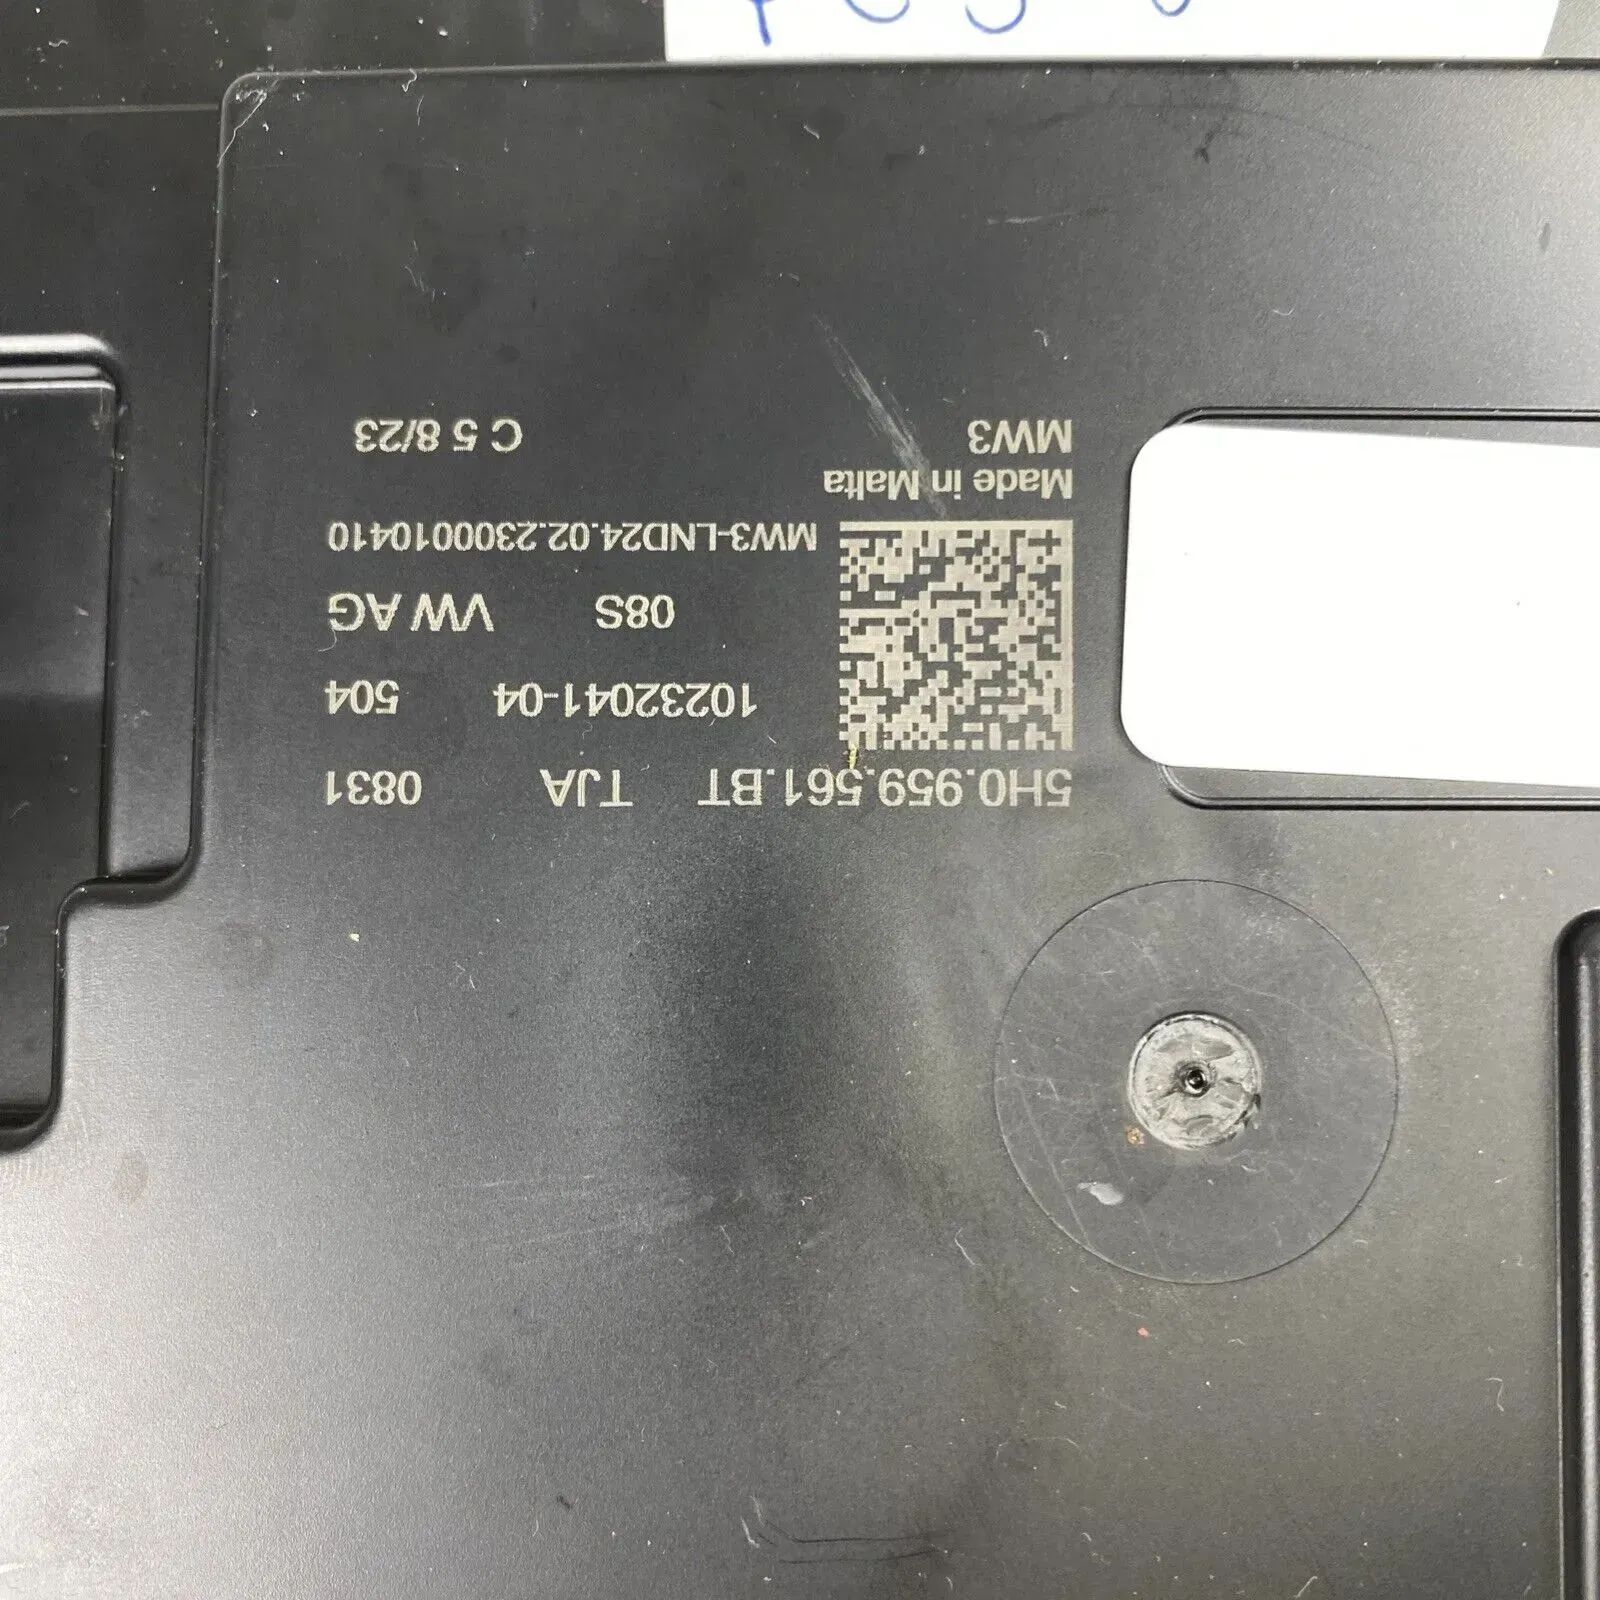 5H0.959.561.BT TJA 0831
10232041-04 504
08S VW AG
MW3-LND24.02.2300010410
Made in Malta
MW3 C 5 8/23